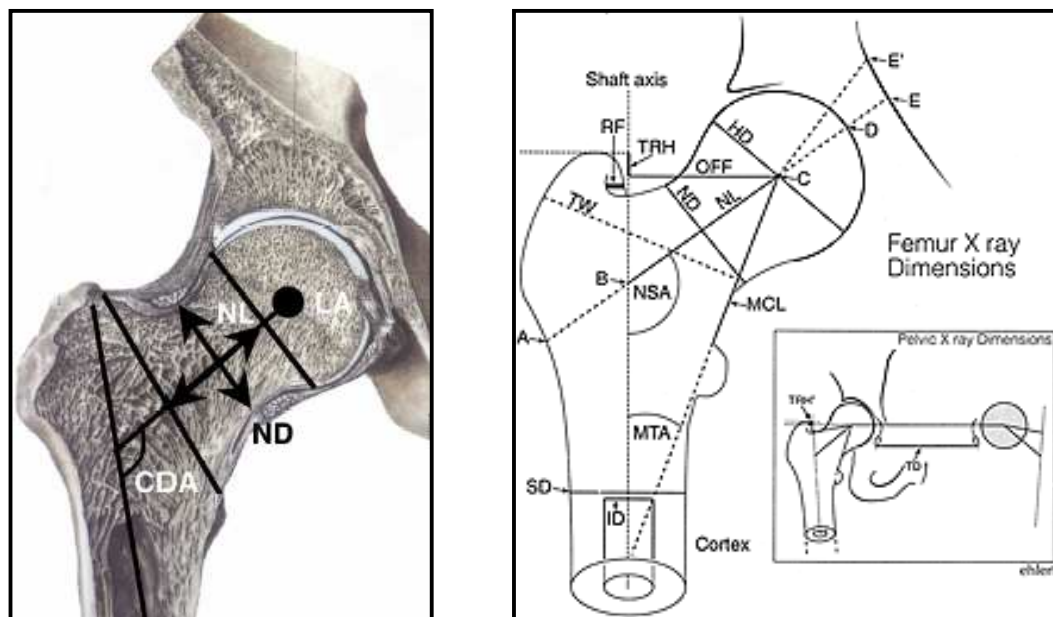 NL
LA
ND
CDA
Shaft axis
RF
TRH
HD
OFF
E'
E
D
C
TW
ND
NL
Femur X ray
Dimensions
B
NSA
MCL
A
Pelvic X ray Dimensions
TRH'
MTA
TD
SD
ID
Cortex
ehlert